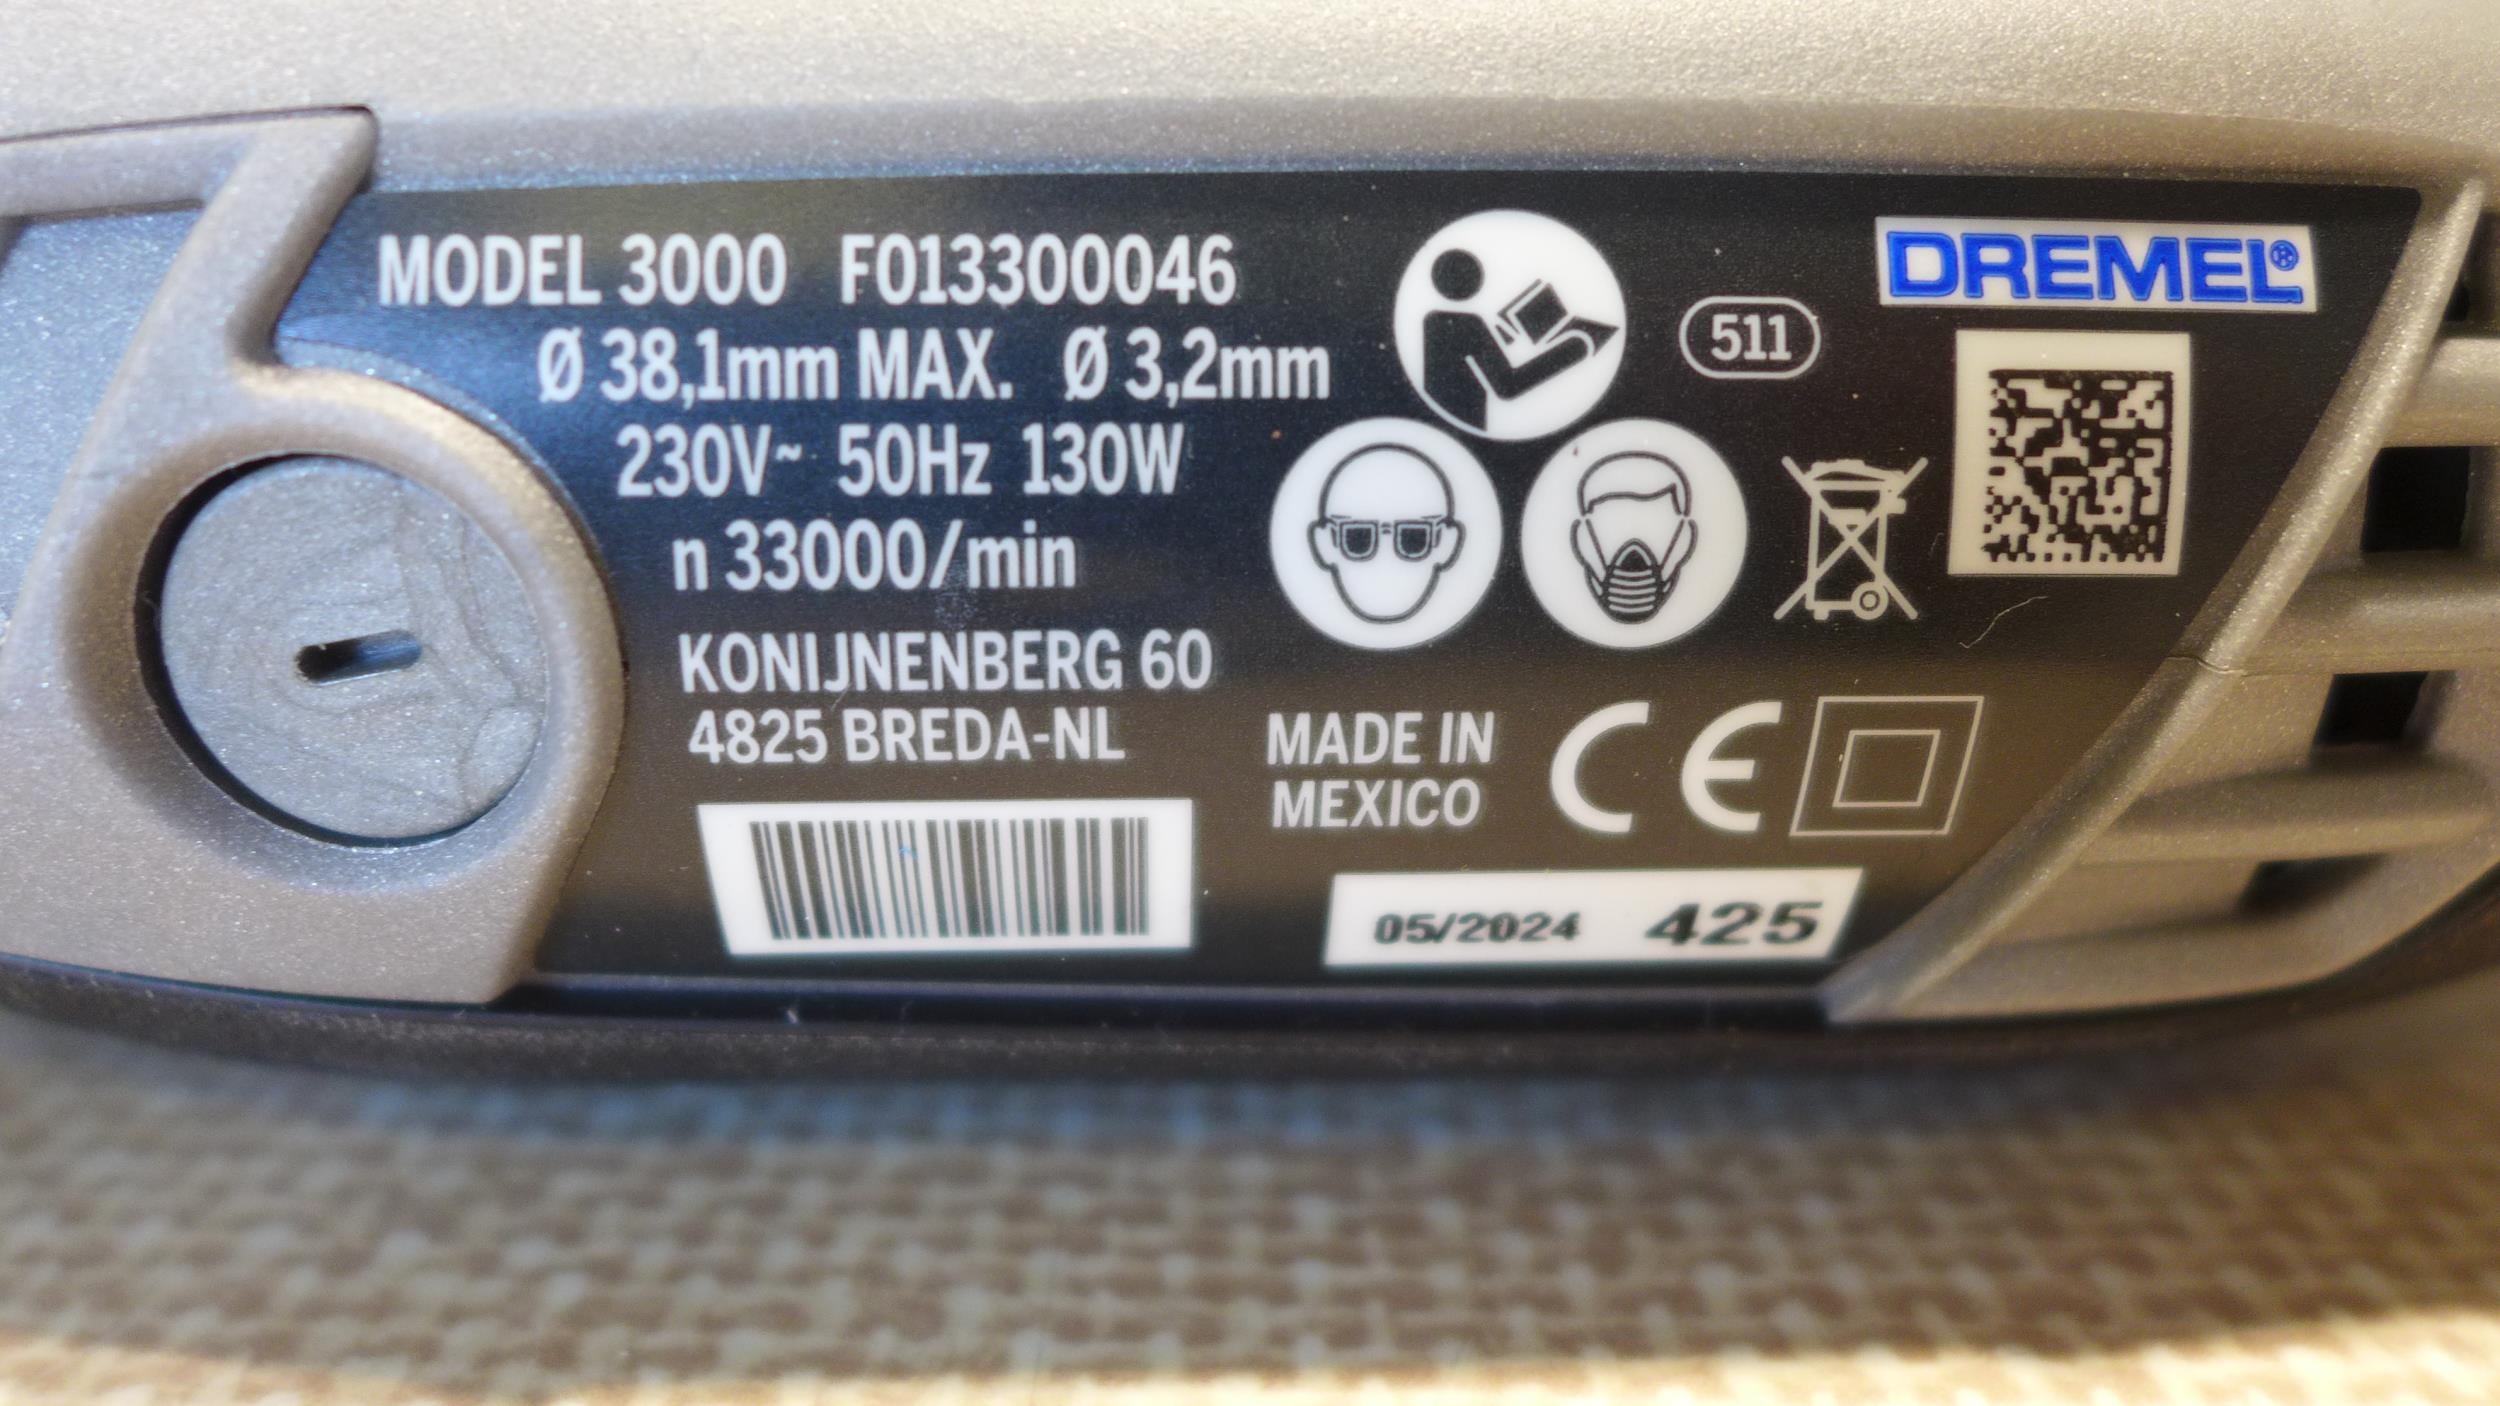 MODEL 3000 F013300046
Ø 38,1mm MAX. Ø 3,2mm
230V~ 50Hz 130W
n 33000/min
KONIJNENBERG 60
4825 BREDA-NL
511
DREMEL®
MADE IN
MEXICO
CE
05/2024 425